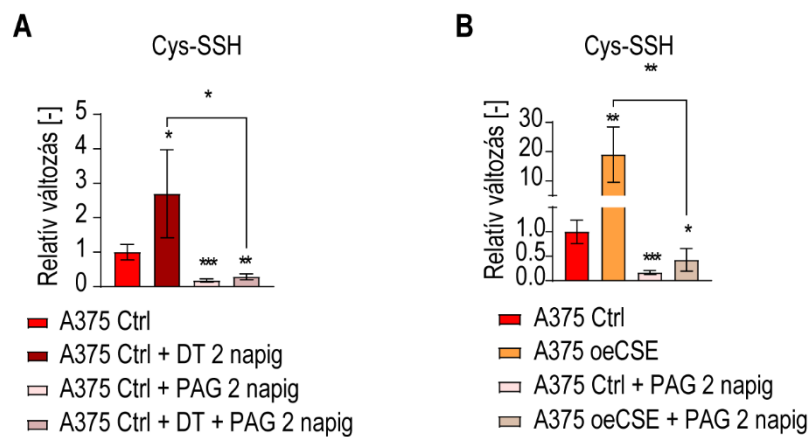 A
Cys-SSH
Relatív változás [-]
5
4
3
2
1
0
*
*
***
**
A375 Ctrl
A375 Ctrl + DT 2 napig
A375 Ctrl + PAG 2 napig
A375 Ctrl + DT + PAG 2 napig
B
Cys-SSH
Relatív változás [-]
30
20
10
1.0
0.5
0.0
**
**
***
*
A375 Ctrl
A375 oeCSE
A375 Ctrl + PAG 2 napig
A375 oeCSE + PAG 2 napig